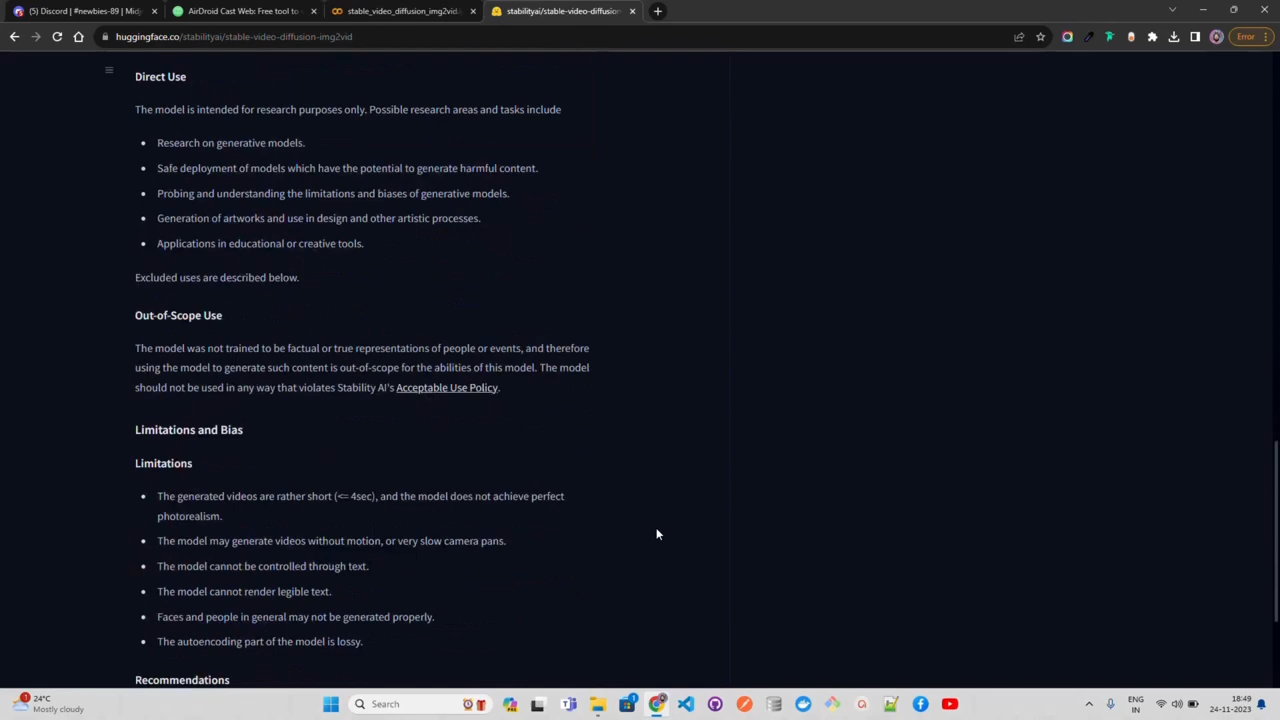 (5) Discord | #newbies-89 | Midj
AirDroid Cast Web: Free tool to c
stable_video_diffusion_img2vid.
stabilityai/stable-video-diffusion-
huggingface.co/stabilityai/stable-video-diffusion-img2vid
Error
Direct Use
The model is intended for research purposes only. Possible research areas and tasks include
• Research on generative models.
• Safe deployment of models which have the potential to generate harmful content.
• Probing and understanding the limitations and biases of generative models.
• Generation of artworks and use in design and other artistic processes.
• Applications in educational or creative tools.
Excluded uses are described below.
Out-of-Scope Use
The model was not trained to be factual or true representations of people or events, and therefore
using the model to generate such content is out-of-scope for the abilities of this model. The model
should not be used in any way that violates Stability AI's Acceptable Use Policy.
Limitations and Bias
Limitations
• The generated videos are rather short (<= 4sec), and the model does not achieve perfect
photorealism.
• The model may generate videos without motion, or very slow camera pans.
• The model cannot be controlled through text.
• The model cannot render legible text.
• Faces and people in general may not be generated properly.
• The autoencoding part of the model is lossy.
Recommendations
1
24°C
Mostly cloudy
Search
1
ENG
IN
18:49
24-11-2023